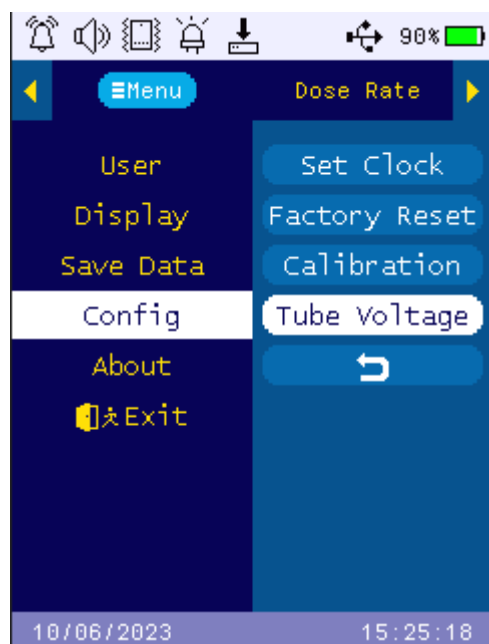 90%
Menu Dose Rate
User
Display
Save Data
Config
About
Exit
Set Clock
Factory Reset
Calibration
Tube Voltage
10/06/2023 15:25:18